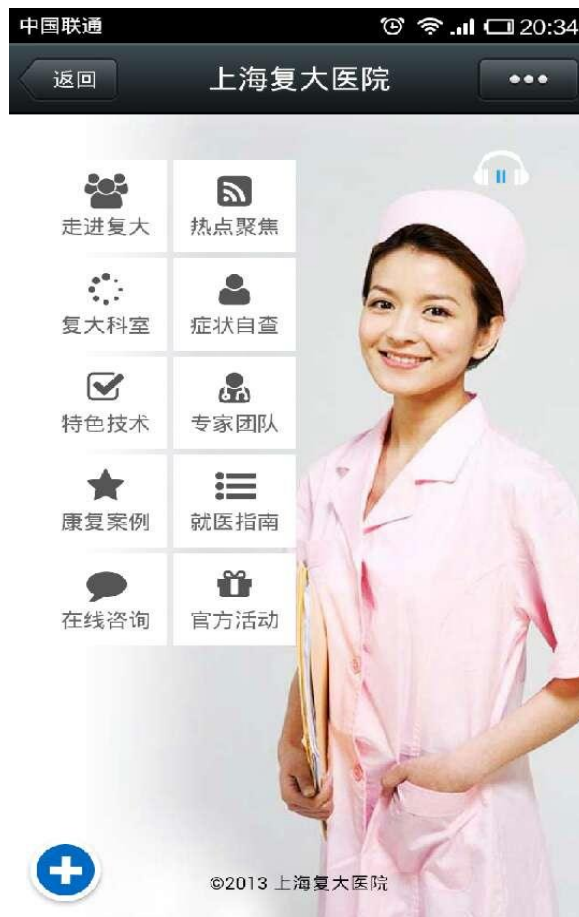 中国联通 20:34
返回 上海复大医院
走进复大 热点聚焦
复大科室 症状自查
特色技术 专家团队
康复案例 就医指南
在线咨询 官方活动
©2013 上海复大医院